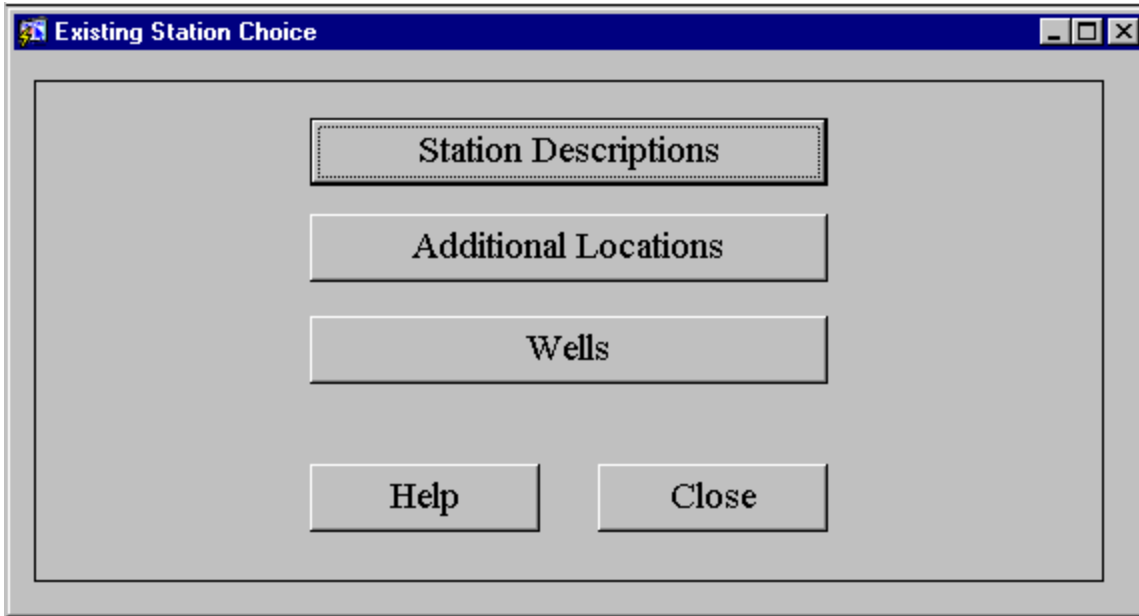 Existing Station Choice
Station Descriptions
Additional Locations
Wells
Help Close